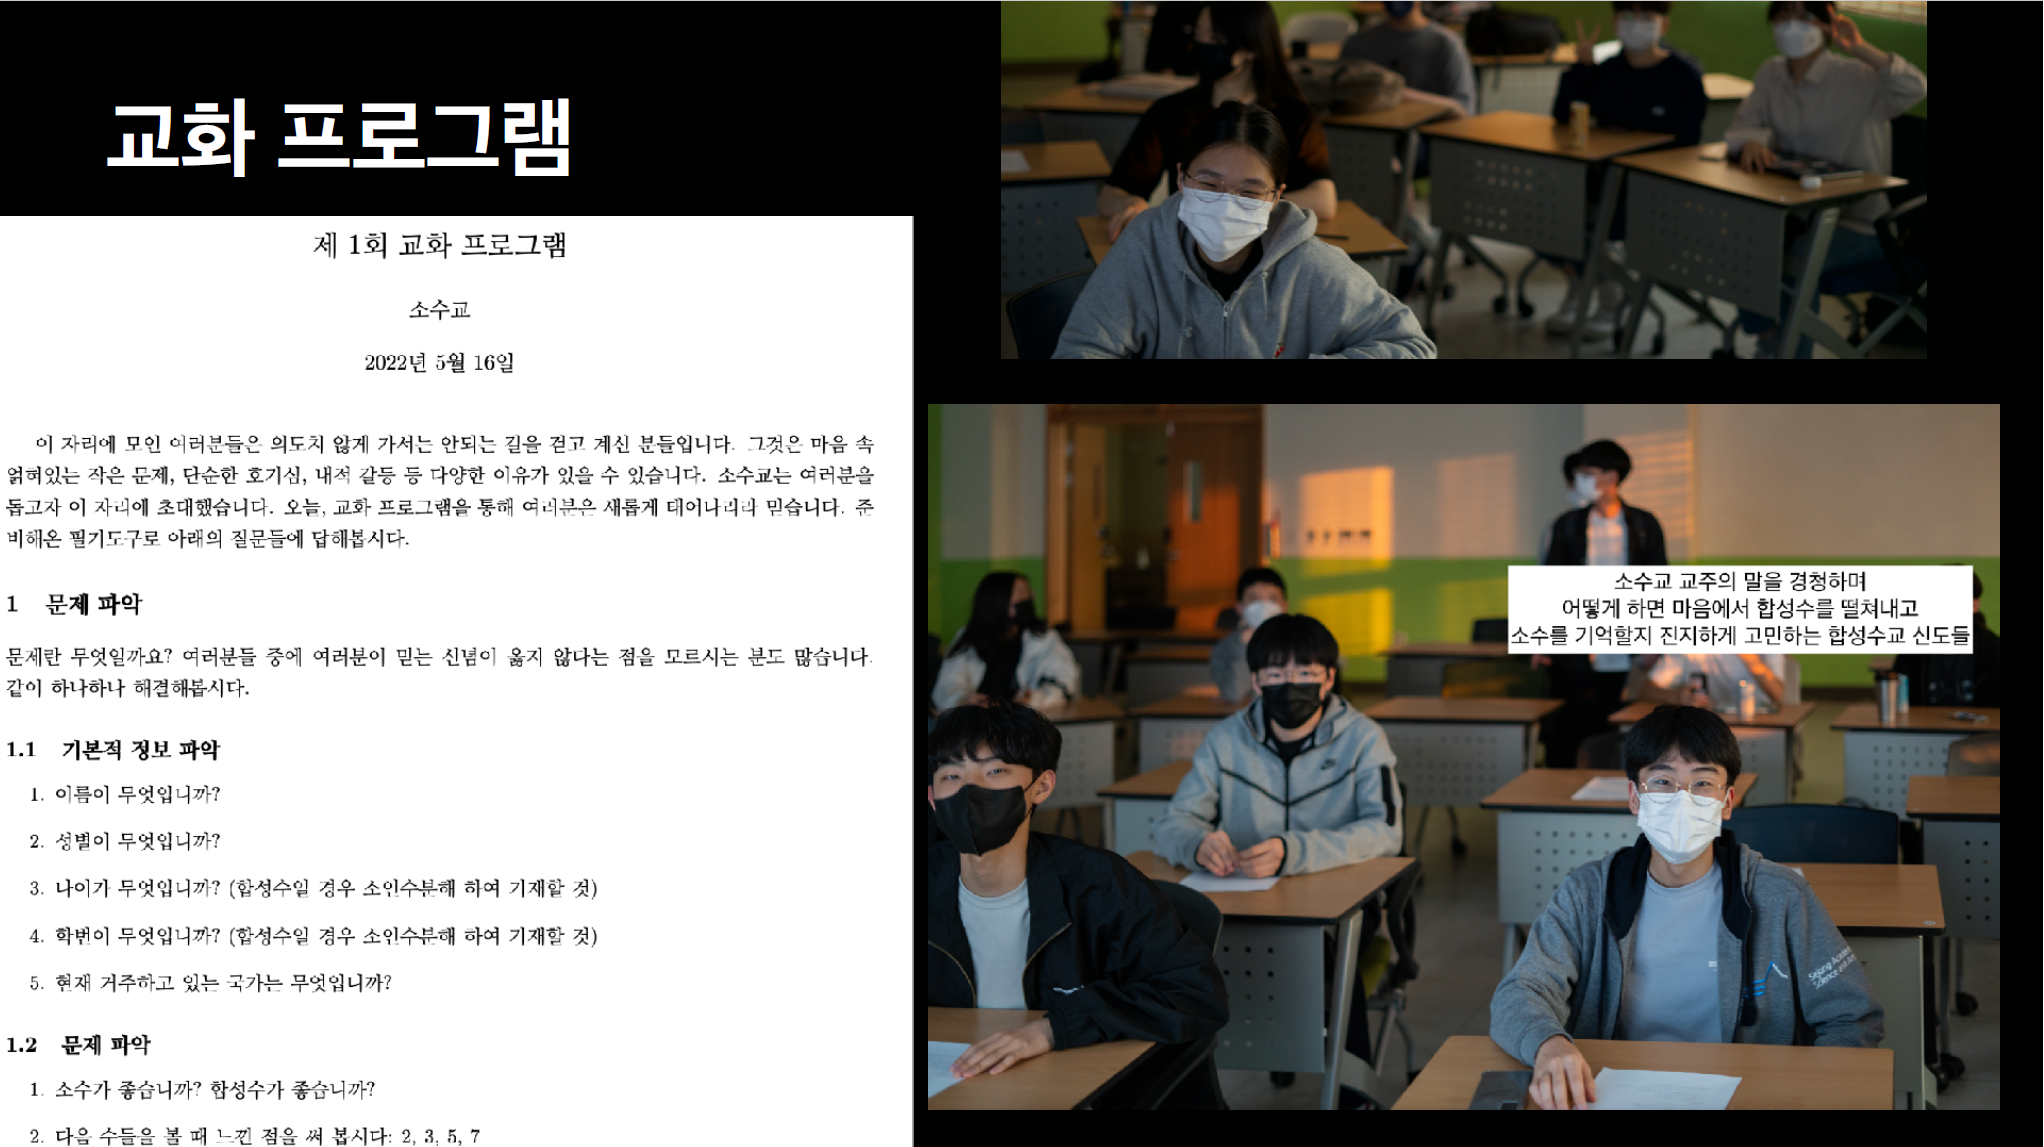 교화 프로그램
제 1회 교화 프로그램
소수교
2022년 5월 16일
이 자리에 모인 여러분들은 의도치 않게 가서는 안되는 길을 걷고 계신 분들입니다. 그것은 마음 속
얽혀있는 작은 문제, 단순한 호기심, 내적 갈등 등 다양한 이유가 있을 수 있습니다. 소수교는 여러분을
돕고자 이 자리에 초대했습니다. 오늘, 교화 프로그램을 통해 여러분은 새롭게 태어나리라 믿습니다. 준
비해온 필기도구로 아래의 질문들에 답해봅시다.
1 문제 파악
문제란 무엇일까요? 여러분들 중에 여러분이 믿는 신념이 옳지 않다는 점을 모르시는 분도 많습니다.
같이 하나하나 해결해봅시다.
1.1 기본적 정보 파악
1. 이름이 무엇입니까?
2. 성별이 무엇입니까?
3. 나이가 무엇입니까? (합성수일 경우 소인수분해 하여 기재할 것)
4. 학번이 무엇입니까? (합성수일 경우 소인수분해 하여 기재할 것)
5. 현재 거주하고 있는 국가는 무엇입니까?
1.2 문제 파악
1. 소수가 좋습니까? 합성수가 좋습니까?
2. 다음 수들을 볼 때 느낀 점을 써 봅시다: 2, 3, 5, 7
소수교 교주의 말을 경청하며
어떻게 하면 마음에서 합성수를 떨쳐내고
소수를 기억할지 진지하게 고민하는 합성수교 신도들
Sejong Academy
Science and Arts